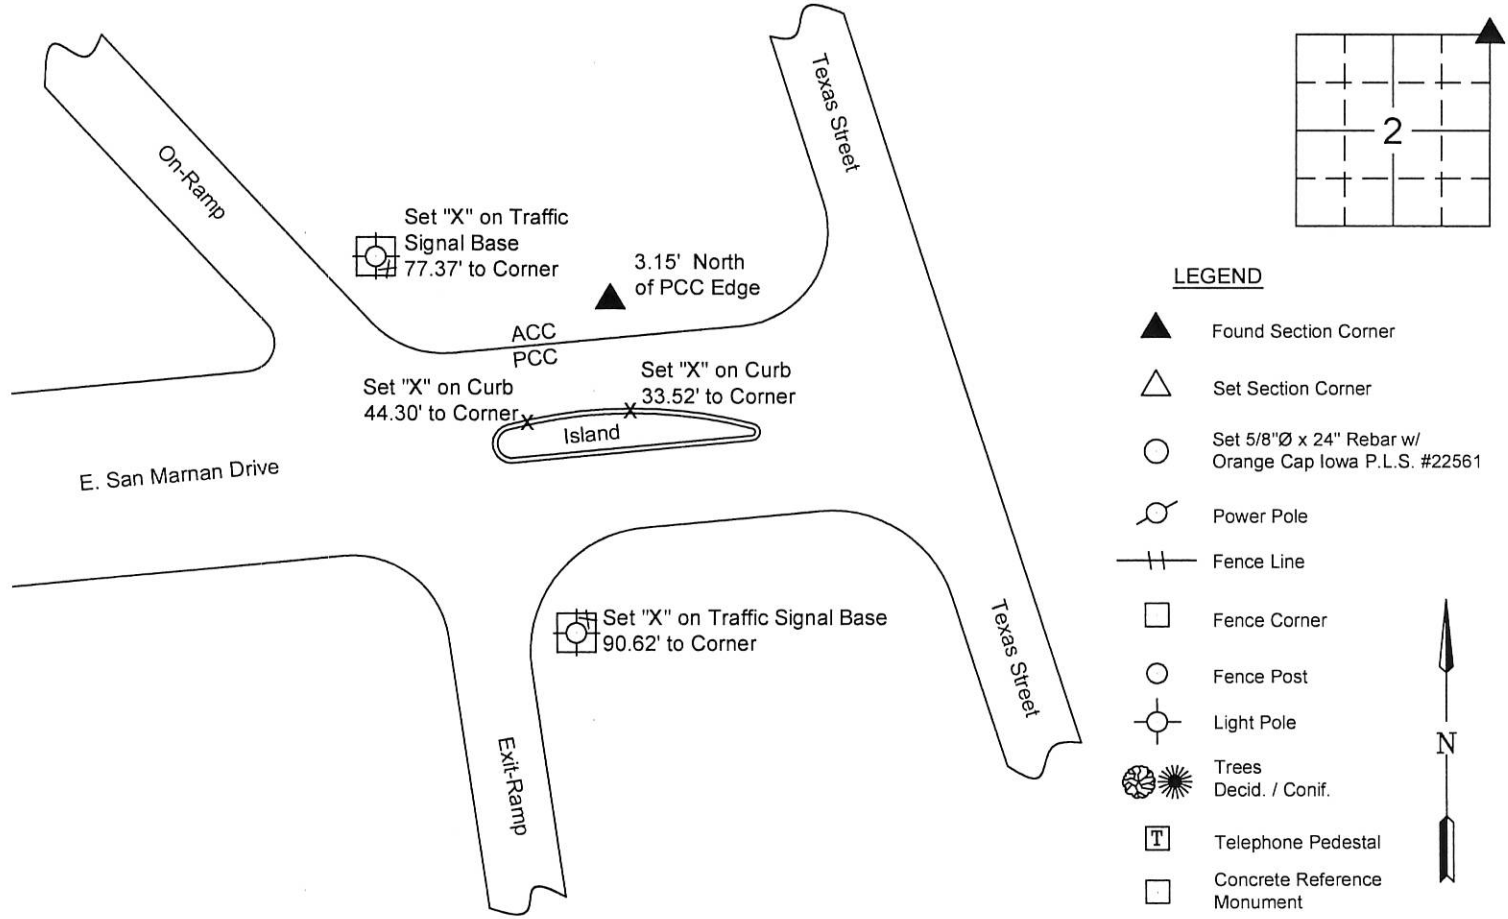 On-Ramp
Texas Street
2
Set "X" on Traffic
Signal Base
77.37' to Corner
3.15' North
of PCC Edge
ACC
PCC
Set "X" on Curb
44.30' to Corner
X
Set "X" on Curb
33.52' to Corner
X
Island
E. San Marnan Drive
Set "X" on Traffic Signal Base
90.62' to Corner
Texas Street
Exit-Ramp
LEGEND
Found Section Corner
Set Section Corner
Set 5/8"Ø x 24" Rebar w/
Orange Cap Iowa P.L.S. #22561
Power Pole
Fence Line
Fence Corner
Fence Post
Light Pole
Trees
Decid. / Conif.
T Telephone Pedestal
Concrete Reference
Monument
N